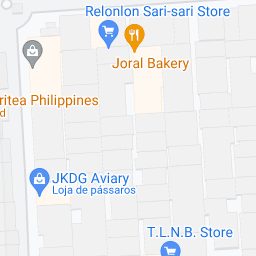 Relonlon Sari-sari Store
Joral Bakery
ritea Philippines
d
JKDG Aviary
Loja de pássaros
T.L.N.B. Store